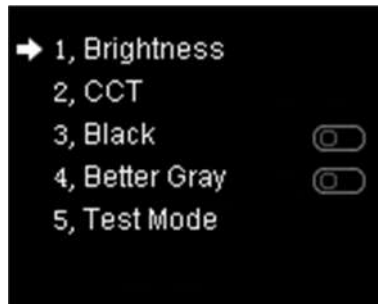 1, Brightness
2, CCT
3, Black
4, Better Gray
5, Test Mode